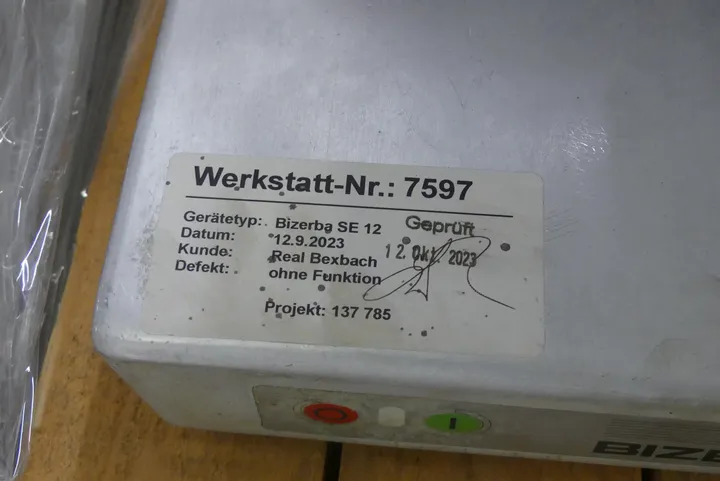 Werkstatt-Nr.: 7597
Gerätetyp: Bizerba SE 12
Datum: 12.9.2023
Kunde: Real Bexbach
Defekt: ohne Funktion
Projekt: 137 785
Geprüft
12. Okt. 2023
BIZE